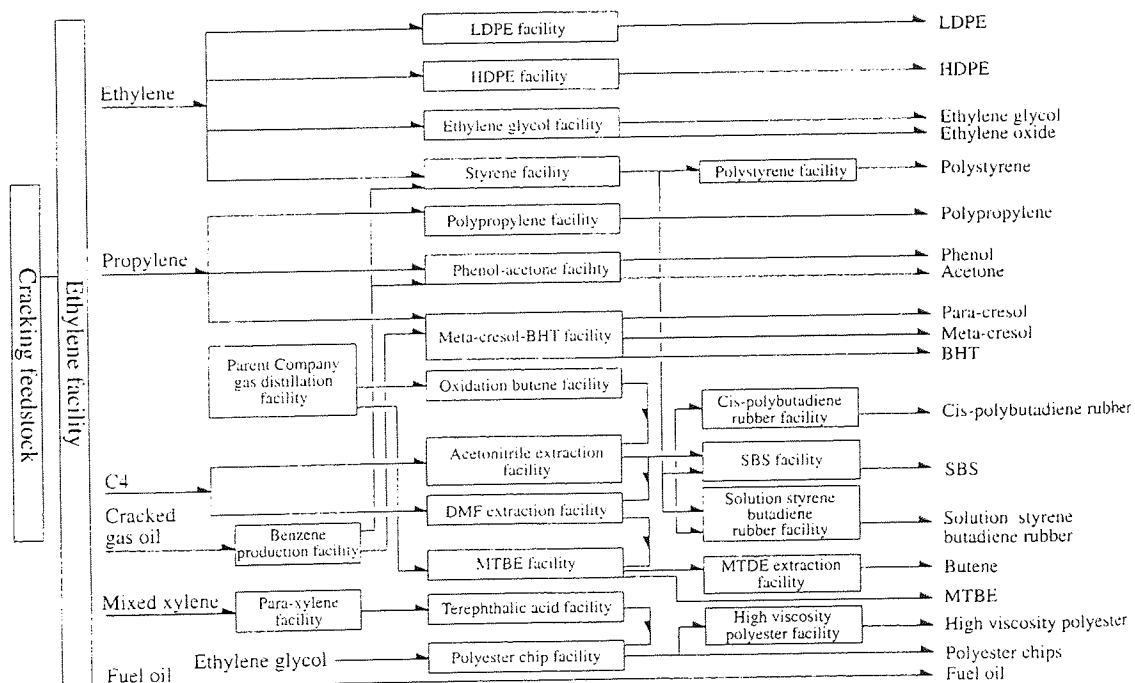 Cracking feedstock
Ethylene facility
Ethylene
Propylene
C4
Cracked
gas oil
Mixed xylene
Ethylene glycol
Fuel oil
Parent Company
gas distillation
facility
Benzene
production facility
Para-xylene
facility
LDPE facility
HDPE facility
Ethylene glycol facility
Styrene facility
Polypropylene facility
Phenol-acetone facility
Meta-cresol-BHT facility
Oxidation butene facility
Acetonitrile extraction
facility
DMF extraction facility
MTBE facility
Terephthalic acid facility
Polyester chip facility
Polystyrene facility
Cis-polybutadiene
rubber facility
SBS facility
Solution styrene
butadiene
rubber facility
MTDE extraction
facility
High viscosity
polyester facility
LDPE
HDPE
Ethylene glycol
Ethylene oxide
Polystyrene
Polypropylene
Phenol
Acetone
Para-cresol
Meta-cresol
BHT
Cis-polybutadiene rubber
SBS
Solution styrene
butadiene rubber
Butene
MTBE
High viscosity polyester
Polyester chips
Fuel oil